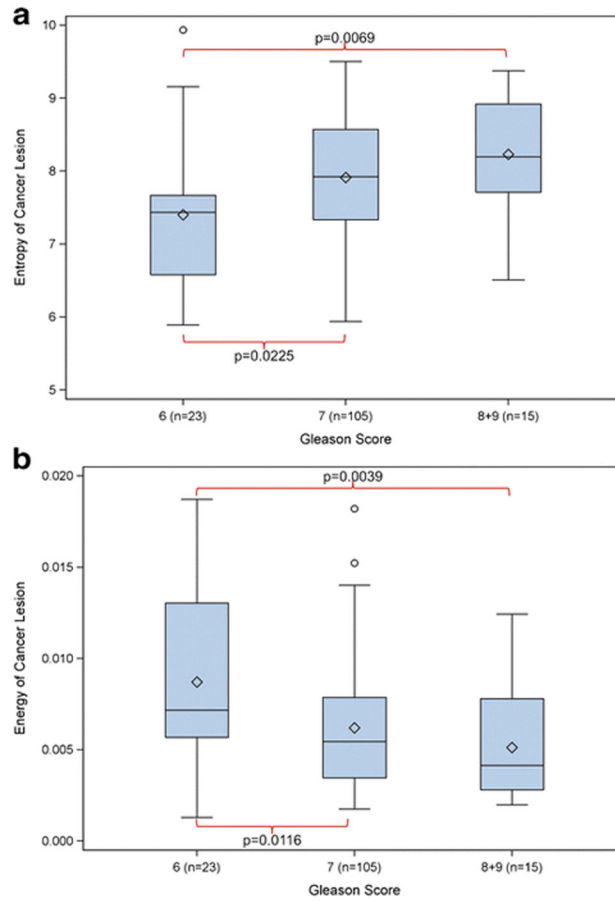 a
10
p=0.0069
9
8
Entropy of Cancer Lesion
7
6
p=0.0225
5
6 (n=23) 7 (n=105) 8+9 (n=15)
Gleason Score
b
0.020
p=0.0039
0.015
Energy of Cancer Lesion
0.010
0.005
0.000
p=0.0116
6 (n=23) 7 (n=105) 8+9 (n=15)
Gleason Score